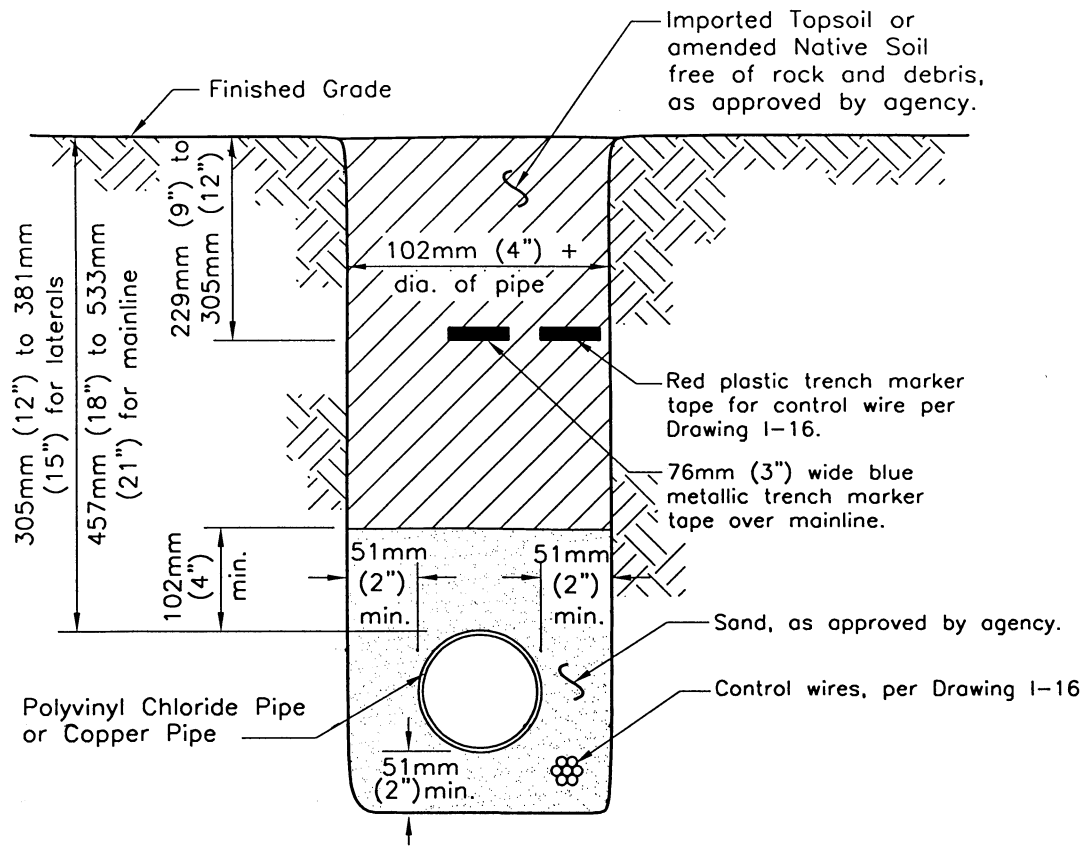 Imported Topsoil or
amended Native Soil
free of rock and debris,
as approved by agency.
Finished Grade
305mm (12") to 381mm
(15") for laterals
457mm (18") to 533mm
(21") for mainline
229mm (9") to
305mm (12")
102mm (4") +
dia. of pipe
Red plastic trench marker
tape for control wire per
Drawing I-16.
76mm (3") wide blue
metallic trench marker
tape over mainline.
102mm
(4")
min.
51mm
(2")
min.
51mm
(2")
min.
Sand, as approved by agency.
Control wires, per Drawing I-16
Polyvinyl Chloride Pipe
or Copper Pipe
51mm
(2")min.